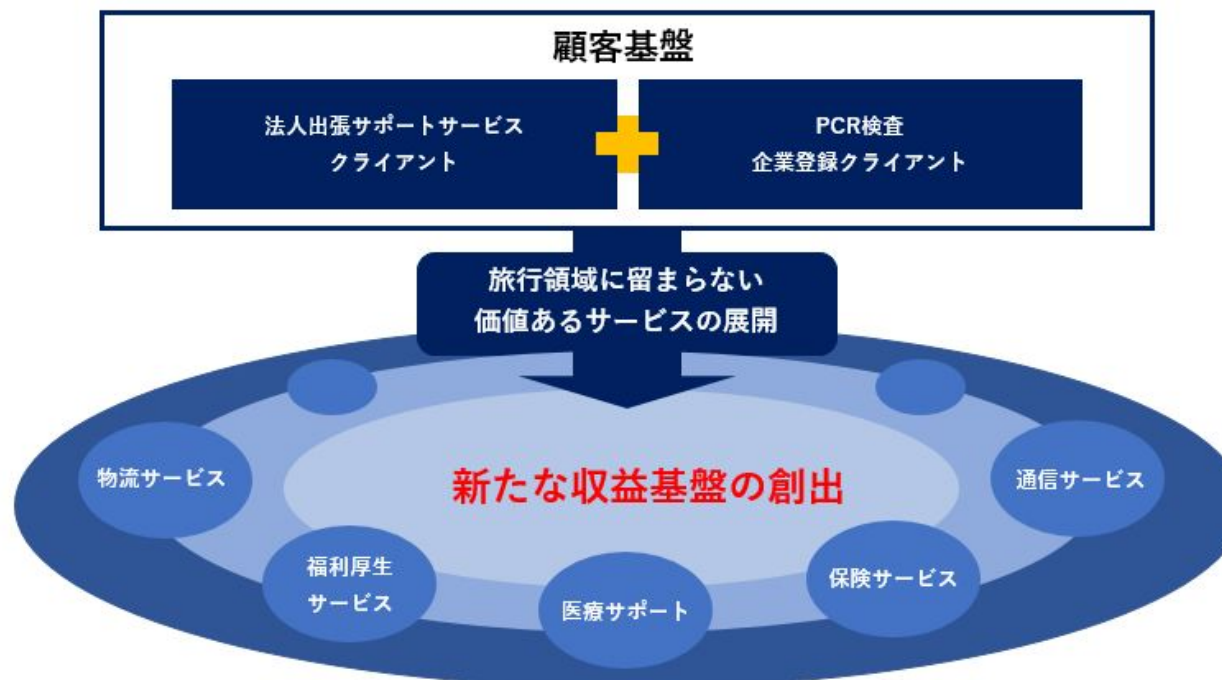 顧客基盤
法人出張サポートサービス
クライアント
PCR検査
企業登録クライアント
旅行領域に留まらない
価値あるサービスの展開
物流サービス
新たな収益基盤の創出
通信サービス
福利厚生
サービス
医療サポート
保険サービス